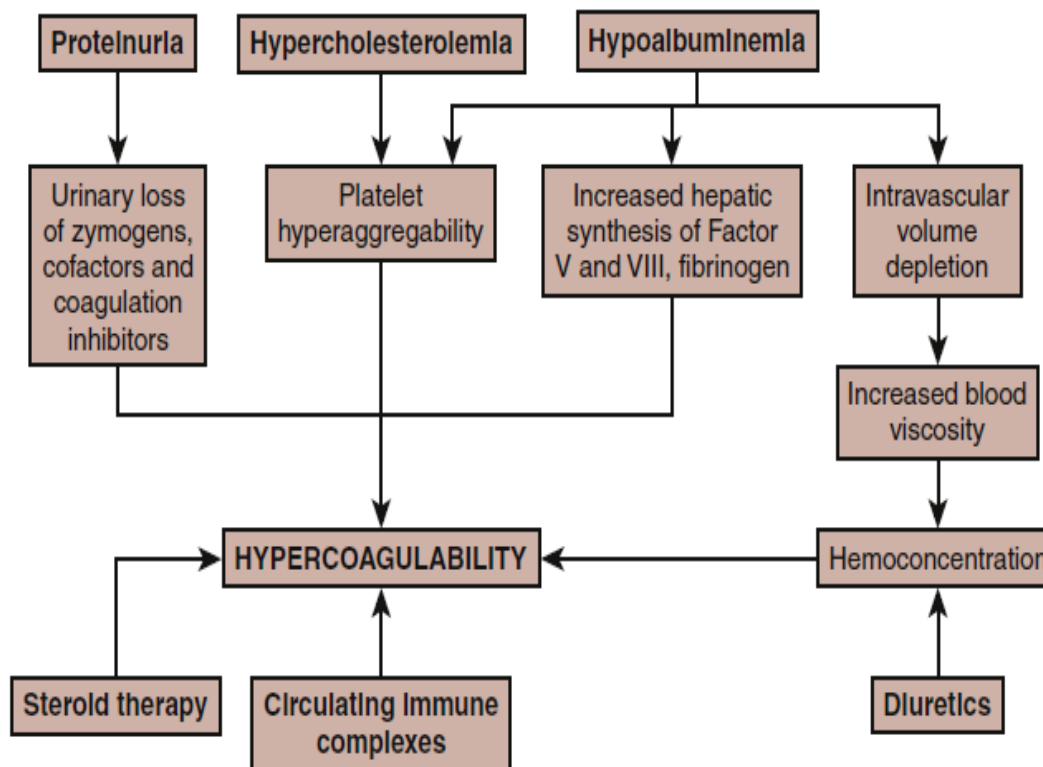 Proteinuria
Hypercholesterolemia
Hypoalbuminemia
Urinary loss
of zymogens,
cofactors and
coagulation
inhibitors
Platelet
hyperaggregability
Increased hepatic
synthesis of Factor
V and VIII, fibrinogen
Intravascular
volume
depletion
Increased blood
viscosity
HYPERCOAGULABILITY
Hemoconcentration
Steroid therapy
Circulating immune
complexes
Diuretics